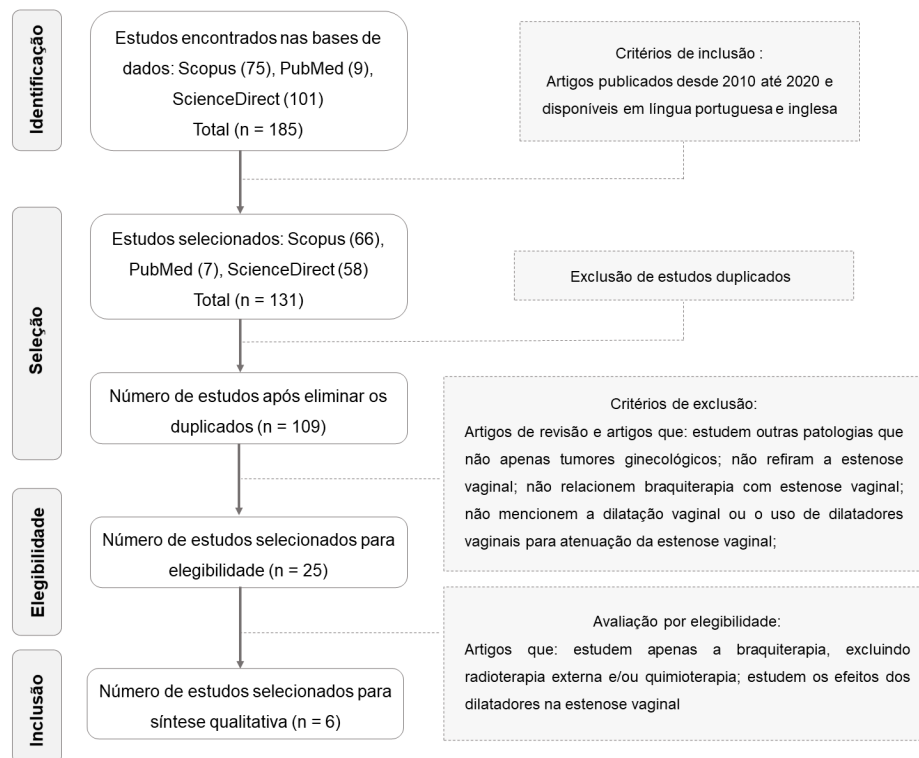 Identificação
Estudos encontrados nas bases de
dados: Scopus (75), PubMed (9),
ScienceDirect (101)
Total (n = 185)
Critérios de inclusão :
Artigos publicados desde 2010 até 2020 e
disponíveis em língua portuguesa e inglesa
Seleção
Estudos selecionados: Scopus (66),
PubMed (7), ScienceDirect (58)
Total (n = 131)
Exclusão de estudos duplicados
Número de estudos após eliminar os
duplicados (n = 109)
Critérios de exclusão:
Artigos de revisão e artigos que: estudem outras patologias que
não apenas tumores ginecológicos; não refiram a estenose
vaginal; não relacionem braquiterapia com estenose vaginal;
não mencionem a dilatação vaginal ou o uso de dilatadores
vaginais para atenuação da estenose vaginal;
Elegibilidade
Número de estudos selecionados para
elegibilidade (n = 25)
Avaliação por elegibilidade:
Artigos que: estudem apenas a braquiterapia, excluindo
radioterapia externa e/ou quimioterapia; estudem os efeitos dos
dilatadores na estenose vaginal
Inclusão
Número de estudos selecionados para
síntese qualitativa (n = 6)